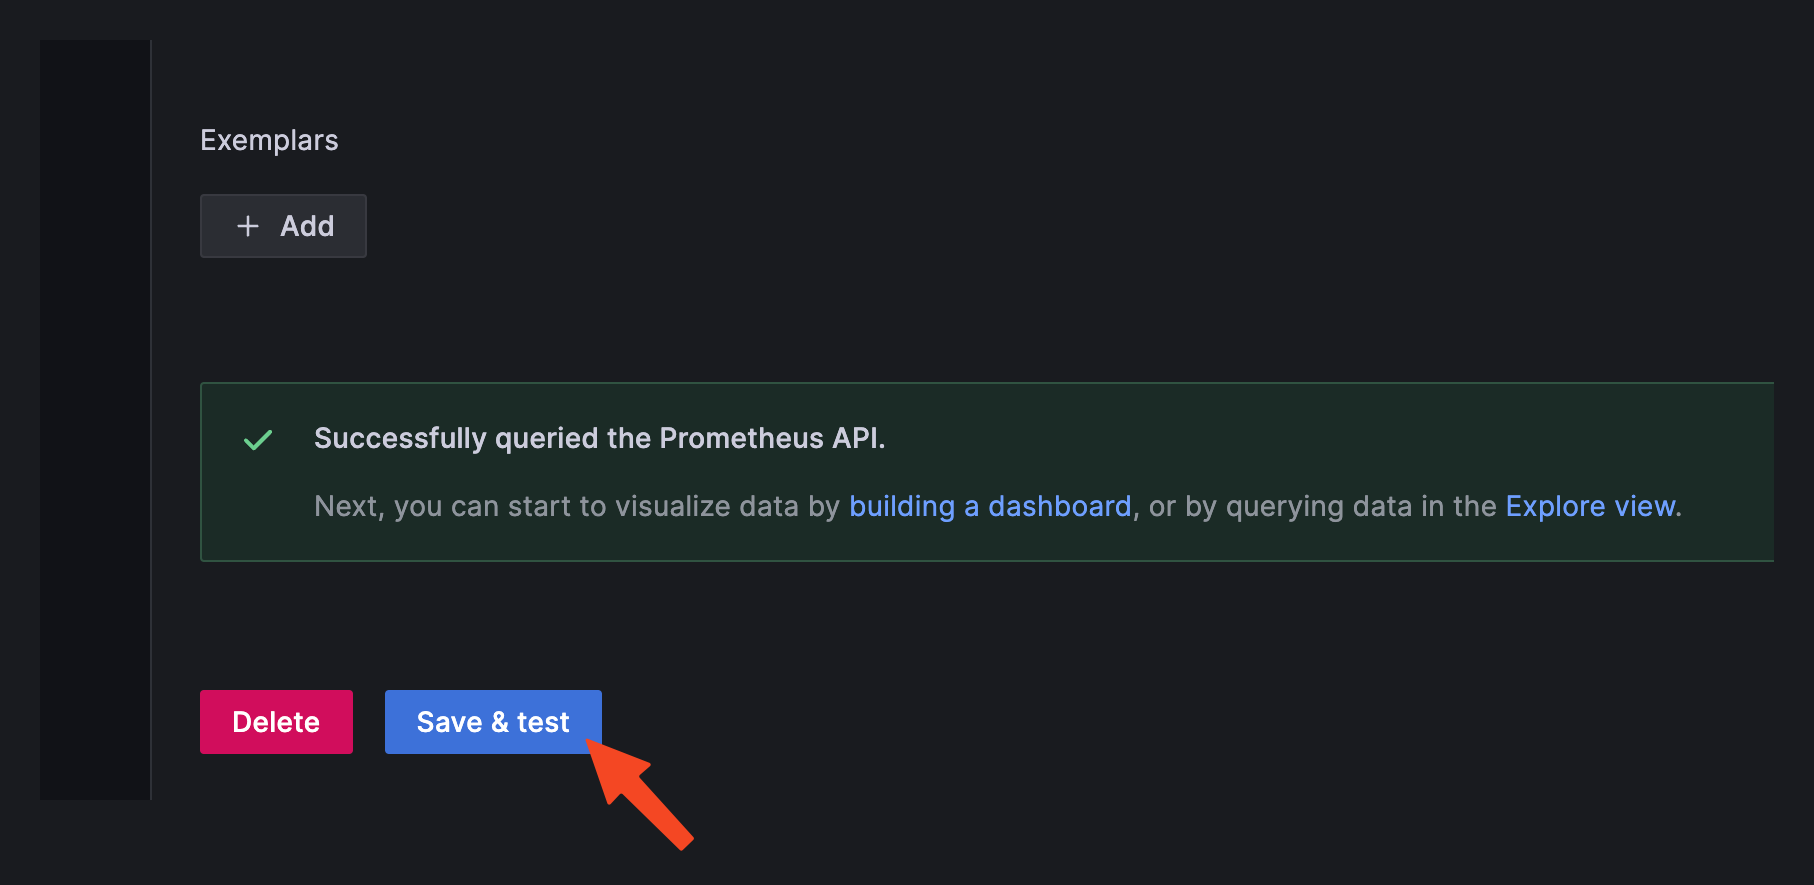 Exemplars
+ Add
Successfully queried the Prometheus API.
Next, you can start to visualize data by building a dashboard, or by querying data in the Explore view.
Delete
Save & test